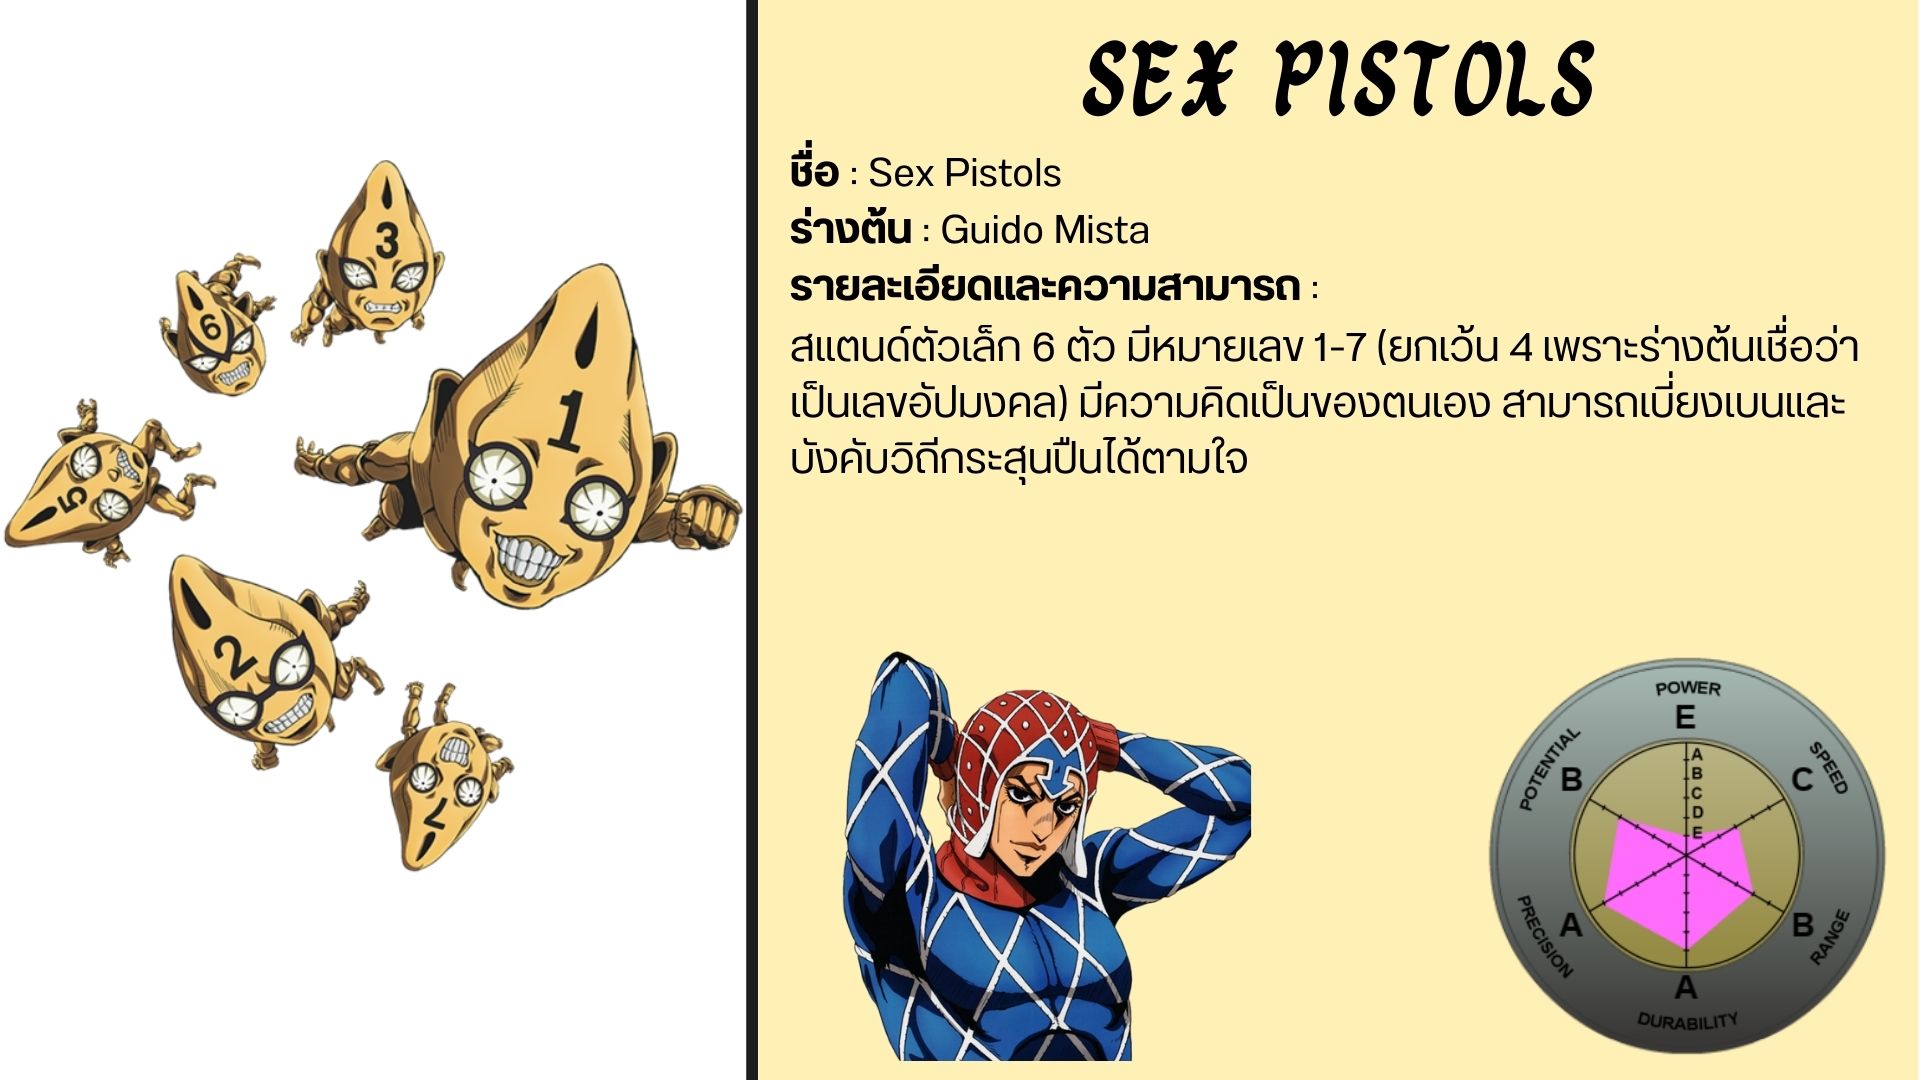 SEX PISTOLS
ชื่อ : Sex Pistols
ร่างต้น : Guido Mista
รายละเอียดและความสามารถ :
สแตนด์ตัวเล็ก 6 ตัว มีหมายเลข 1-7 (ยกเว้น 4 เพราะร่างต้นเชื่อว่า
เป็นเลขอัปมงคล) มีความคิดเป็นของตนเอง สามารถเบี่ยงเบนและ
บังคับวิถีกระสุนปืนได้ตามใจ
3
6
1
5
2
7
POWER
E
POTENTIAL
B
SPEED
C
A
B
C
D
E
PRECISION
A
RANGE
B
A
DURABILITY